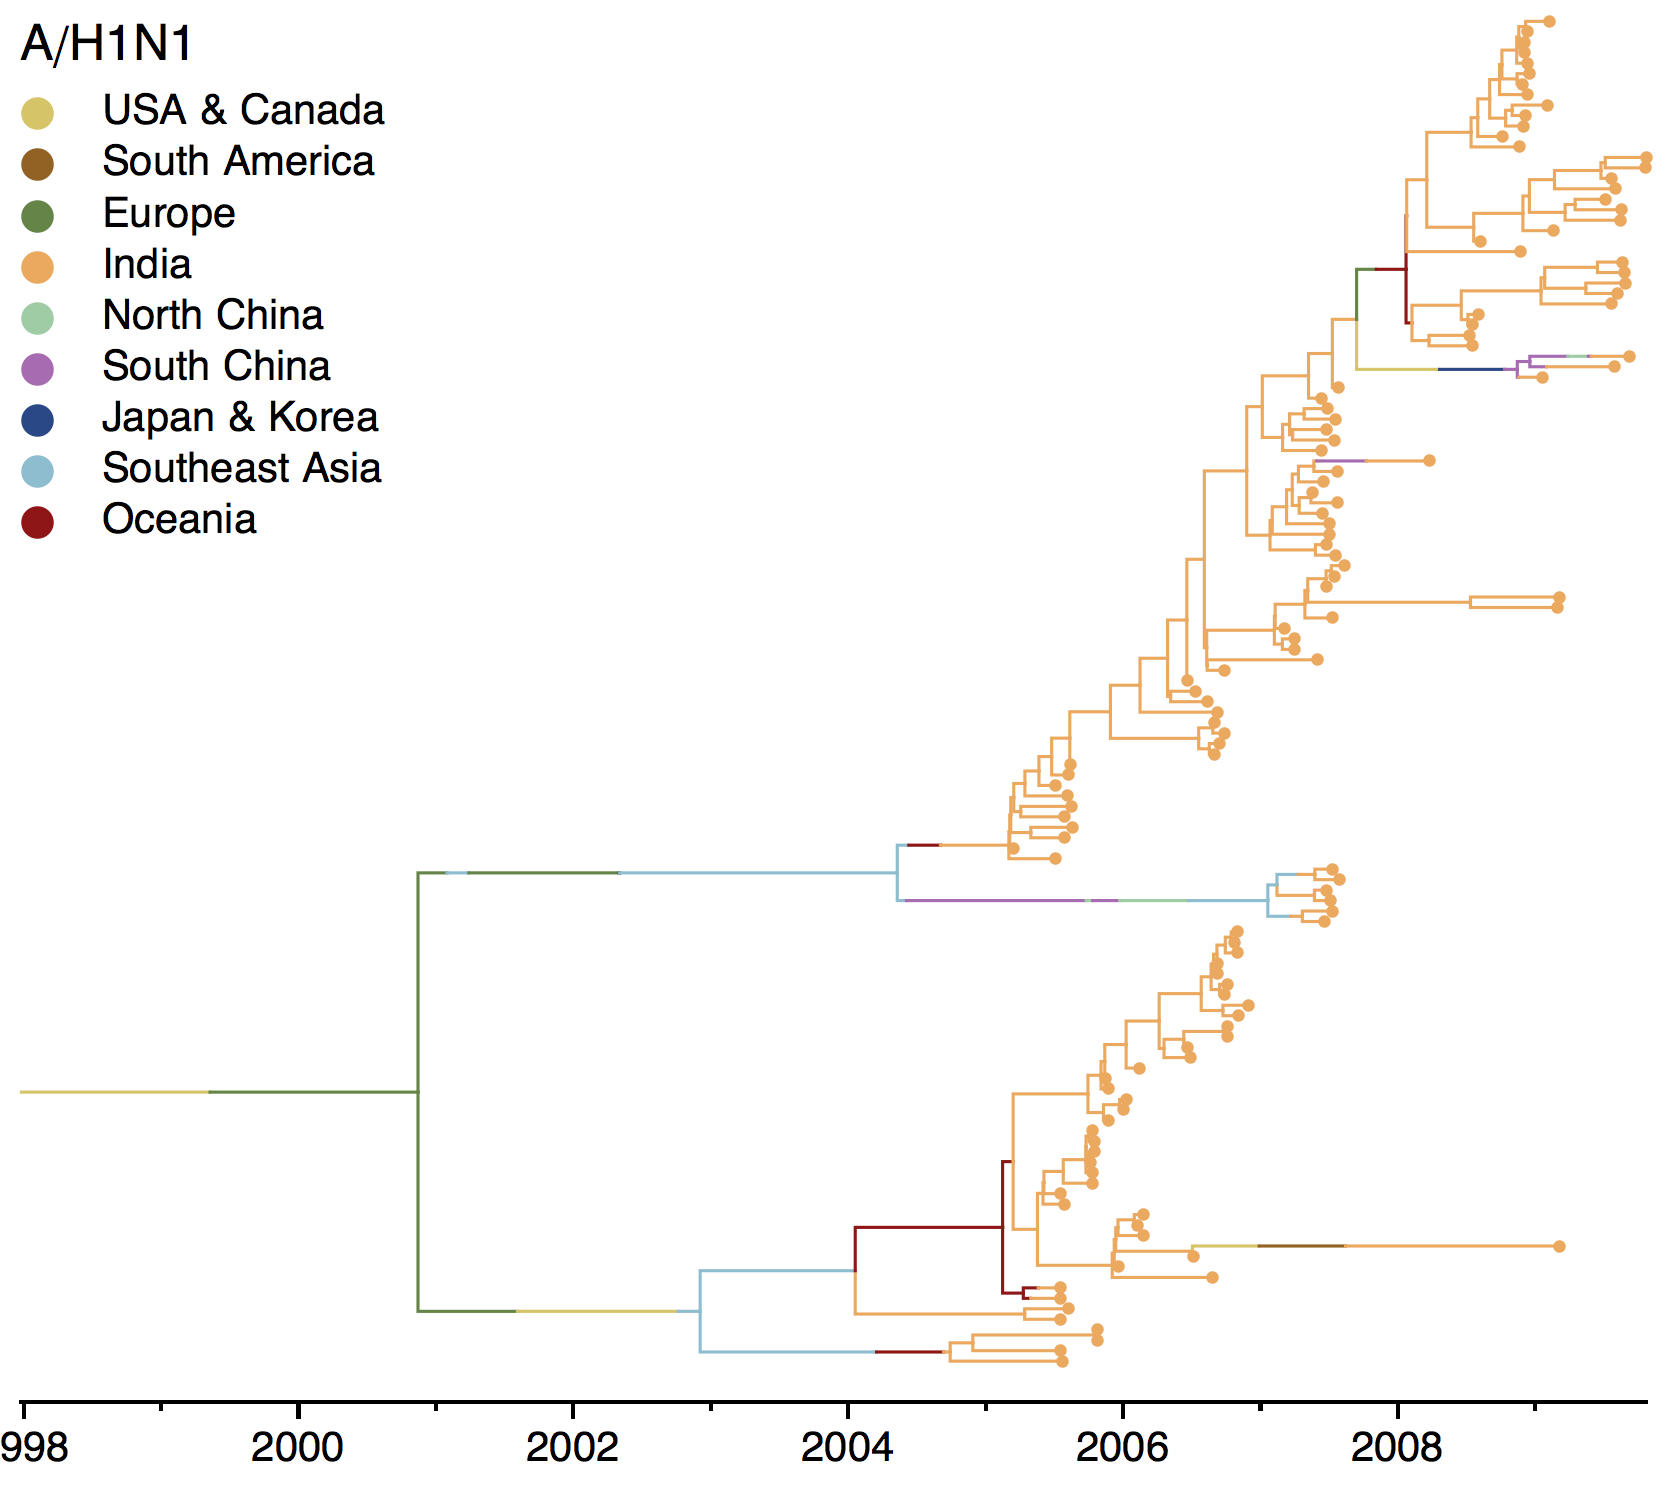 A/H1N1
USA & Canada
South America
Europe
India
North China
South China
Japan & Korea
Southeast Asia
Oceania
998 2000 2002 2004 2006 2008